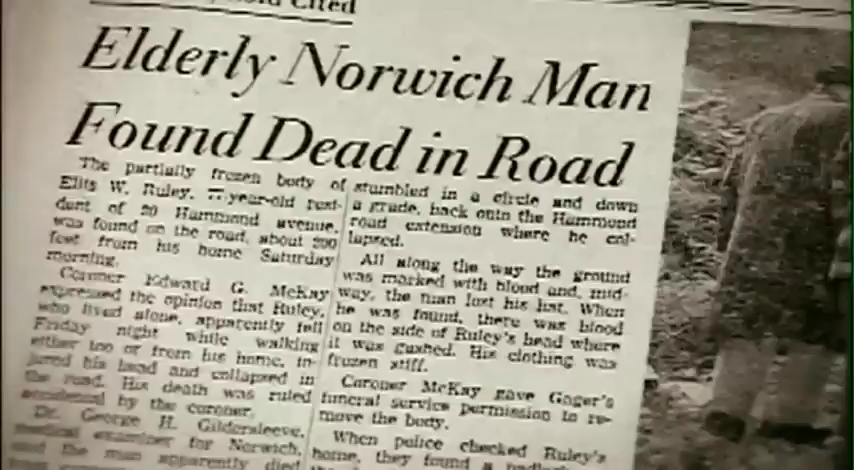 Cited
Elderly Norwich Man
Found Dead in Road
The partially frozen body of
Ellis W. Ruley, 77-year-old resi-
dent of 20 Hammond avenue,
was found on the road, about 200
feet from his home Saturday
morning.
Coroner Edward G. McKay
expressed the opinion that Ruley,
who lived alone, apparently fell
Friday night while walking
either too or from his home, in-
jured his head and collapsed in
the road. His death was ruled
accidental by the coroner.
Dr. George H. Gildersleeve,
medical examiner for Norwich,
said the man apparently died
stumbled in a circle and down
a grade, back onto the Hammond
road extension where he col-
lapsed.
All along the way the ground
was marked with blood and, mid-
way, the man lost his hat. When
he was found, there was blood
on the side of Ruley's head where
it was gashed. His clothing was
frozen stiff.
Coroner McKay gave Gager's
funeral service permission to re-
move the body.
When police checked Ruley's
home, they found a